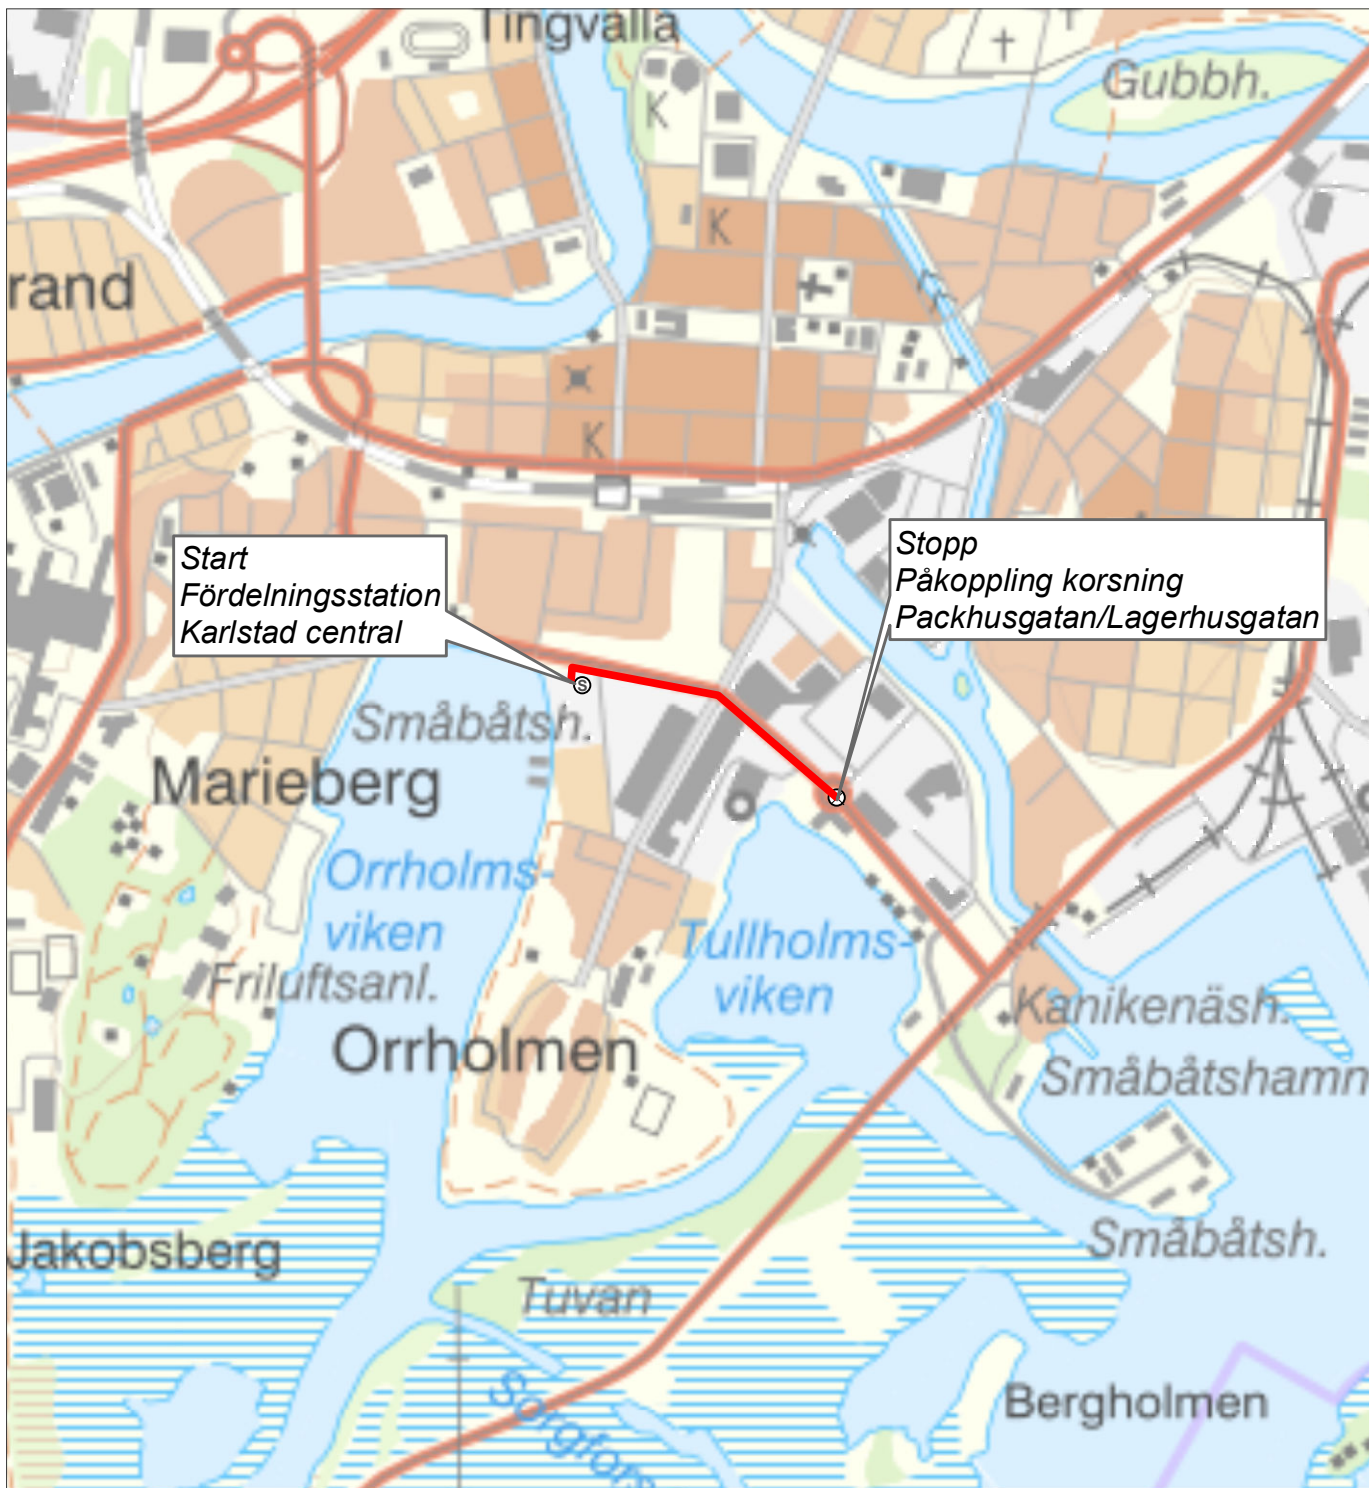 Tingvalla
Gubbh.
K
K
rand
K
Start
Fördelningsstation
Karlstad central
Stopp
Påkoppling korsning
Packhusgatan/Lagerhusgatan
S
Småbåtsh.
Marieberg
Orrholms-
viken
Tullholms-
viken
Friluftsanl.
Kanikenäsh.
Orrholmen
Småbåtshamn
Småbåtsh.
Jakobsberg
Tuvan
Bergholmen
Sorgfors